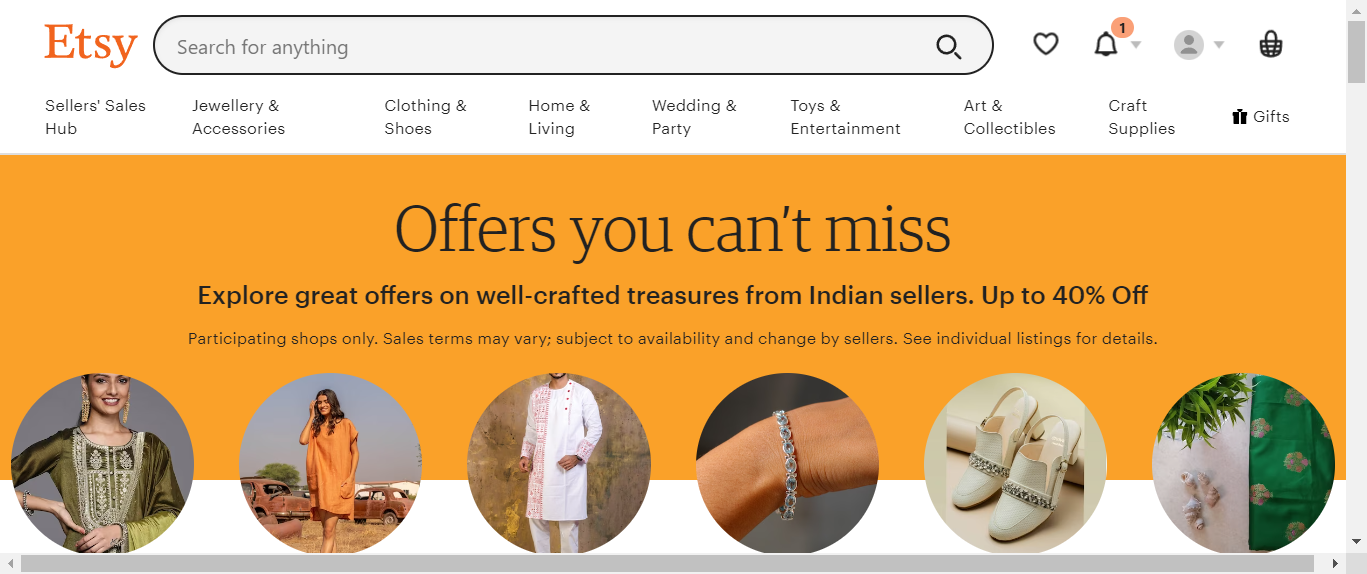 Etsy
Search for anything
1
Sellers' Sales
Hub
Jewellery &
Accessories
Clothing &
Shoes
Home &
Living
Wedding &
Party
Toys &
Entertainment
Art &
Collectibles
Craft
Supplies
Gifts
Offers you can't miss
Explore great offers on well-crafted treasures from Indian sellers. Up to 40% Off
Participating shops only. Sales terms may vary; subject to availability and change by sellers. See individual listings for details.